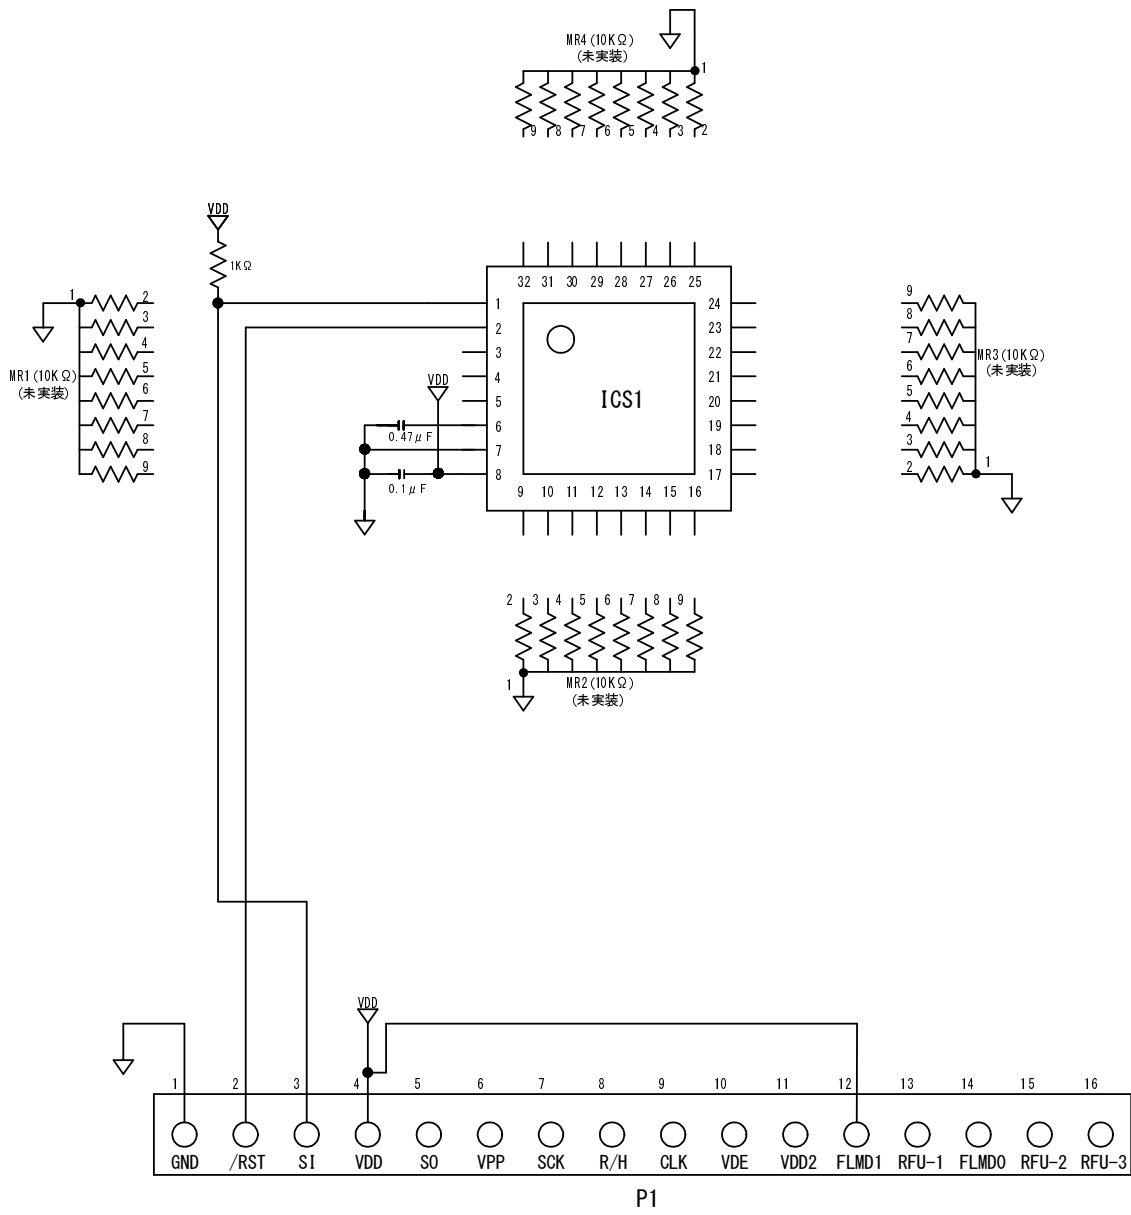 MR4(10KΩ)
(未実装)
1
9 8 7 6 5 4 3 2
VDD
1KΩ
32 31 30 29 28 27 26 25
1 2 3 4 5 6 7 8 9
MR1(10KΩ)
(未実装)
1 2 3 4 5 6 7 8
VDD
0.47μF
0.1μF
ICS1
24 23 22 21 20 19 18 17
9 10 11 12 13 14 15 16
9 8 7 6 5 4 3 2 1
MR3(10KΩ)
(未実装)
2 3 4 5 6 7 8 9
1
MR2(10KΩ)
(未実装)
VDD
1 2 3 4 5 6 7 8 9 10 11 12 13 14 15 16
GND /RST SI VDD SO VPP SCK R/H CLK VDE VDD2 FLMD1 RFU-1 FLMD0 RFU-2 RFU-3
P1